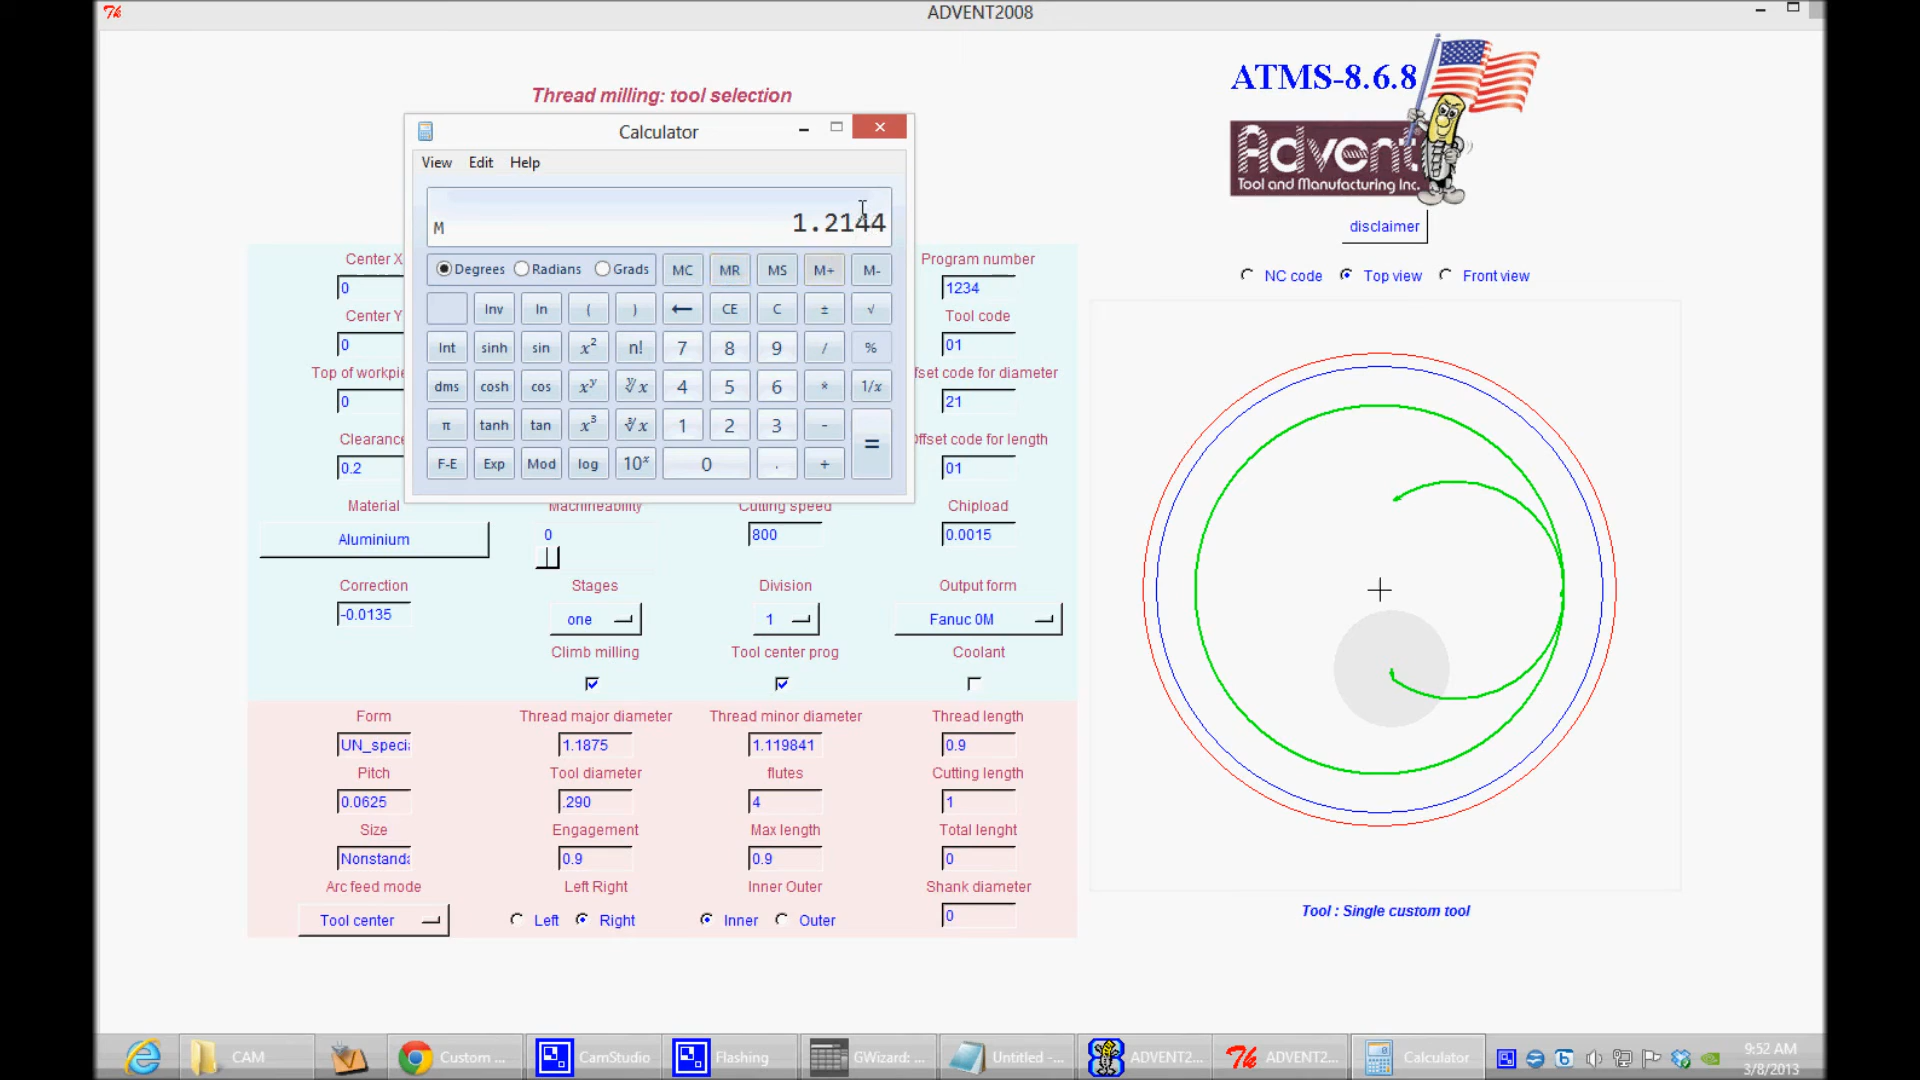 Tk
ADVENT2008
ATMS-8.6.8
Thread milling: tool selection
Calculator
Advent
Tool and Manufacturing Inc.
View Edit Help
M 1.2144
disclaimer
Degrees Radians Grads MC MR MS M+ M-
NC code Top view Front view
Center X Program number
0 1234
Inv ln ( ) ← CE C ± √
Center Y Tool code
0 01
Int sinh sin x² n! 7 8 9 / %
Top of workpie fset code for diameter
0 21
dms cosh cos xʸ ʸ√x 4 5 6 * 1/x
π tanh tan x³ ³√x 1 2 3 - =
Clearance Offset code for length
0.2 01
F-E Exp Mod log 10ˣ 0 . +
Material Machineability Cutting speed Chipload
Aluminium 0 800 0.0015
Correction Stages Division Output form
-0.0135 one 1 Fanuc 0M
Climb milling Tool center prog Coolant
Form Thread major diameter Thread minor diameter Thread length
UN_speci 1.1875 1.119841 0.9
Pitch Tool diameter flutes Cutting length
0.0625 .290 4 1
Size Engagement Max length Total lenght
Nonstanda 0.9 0.9 0
Arc feed mode Left Right Inner Outer Shank diameter
Tool center Left Right Inner Outer 0
Tool : Single custom tool
CAM Custom ... CamStudio Flashing GWizard: ... Untitled -... ADVENT2... ADVENT2... Calculator
9:52 AM
3/8/2013